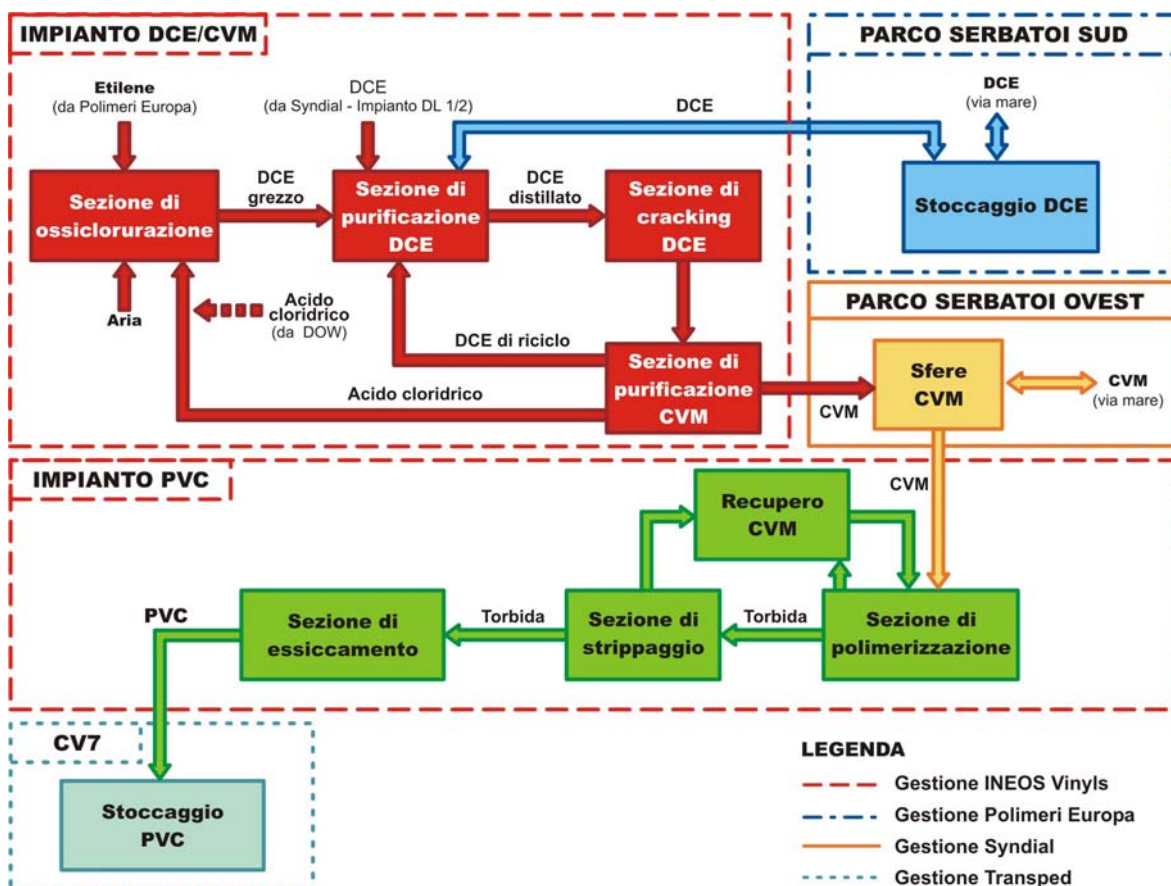 IMPIANTO DCE/CVM
Etilene
(da Polimeri Europa)
DCE
(da Syndial - Impianto DL 1/2)
DCE
Sezione di
ossiclorurazione
DCE
grezzo
Sezione di
purificazione
DCE
DCE
distillato
Sezione di
cracking
DCE
Aria
Acido
cloridrico
(da DOW)
DCE di riciclo
Acido cloridrico
Sezione di
purificazione
CVM
CVM
PARCO SERBATOI SUD
DCE
(via mare)
Stoccaggio DCE
PARCO SERBATOI OVEST
Sfere
CVM
CVM
(via mare)
CVM
IMPIANTO PVC
Recupero
CVM
PVC
Sezione di
essiccamento
Torbida
Sezione di
strippaggio
Torbida
Sezione di
polimerizzazione
CV7
Stoccaggio
PVC
LEGENDA
Gestione INEOS Vinyls
Gestione Polimeri Europa
Gestione Syndial
Gestione Transped